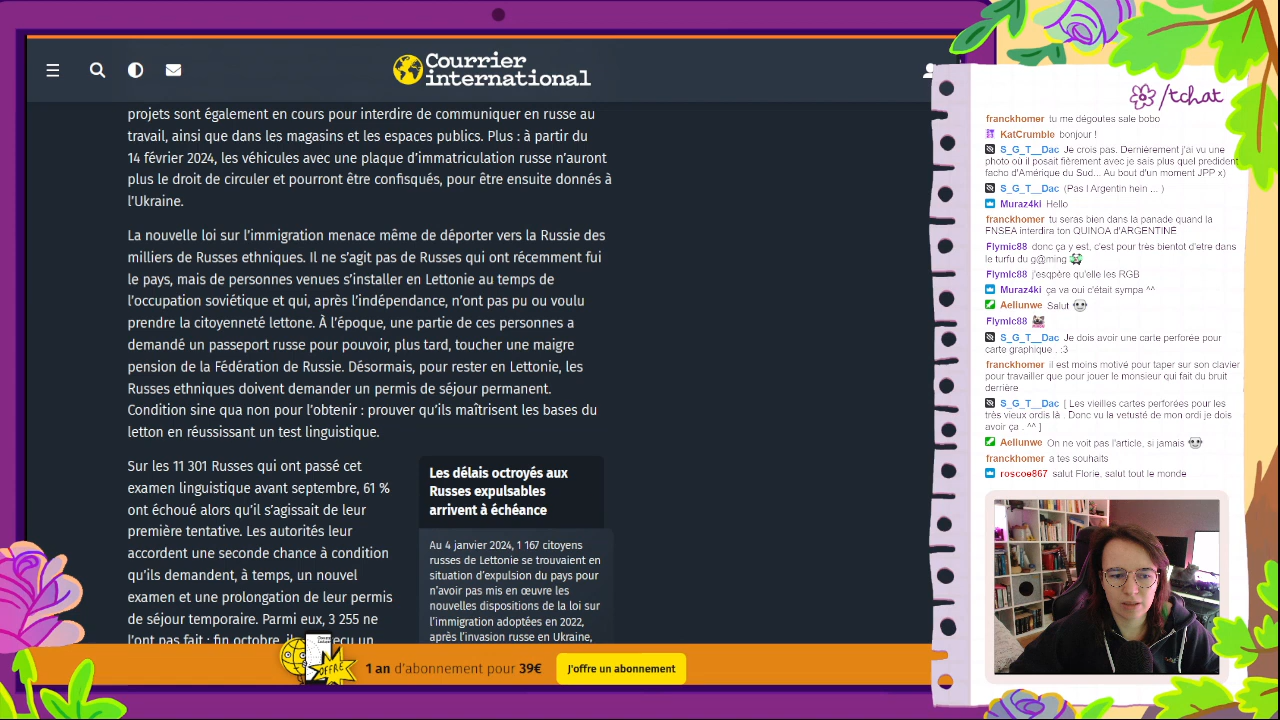 Courrier
international
projets sont également en cours pour interdire de communiquer en russe au
travail, ainsi que dans les magasins et les espaces publics. Plus : à partir du
14 février 2024, les véhicules avec une plaque d’immatriculation russe n’auront
plus le droit de circuler et pourront être confisqués, pour être ensuite donnés à
l’Ukraine.
La nouvelle loi sur l’immigration menace même de déporter vers la Russie des
milliers de Russes ethniques. Il ne s’agit pas de Russes qui ont récemment fui
le pays, mais de personnes venues s’installer en Lettonie au temps de
l’occupation soviétique et qui, après l’indépendance, n’ont pas pu ou voulu
prendre la citoyenneté lettone. À l’époque, une partie de ces personnes a
demandé un passeport russe pour pouvoir, plus tard, toucher une maigre
pension de la Fédération de Russie. Désormais, pour rester en Lettonie, les
Russes ethniques doivent demander un permis de séjour permanent.
Condition sine qua non pour l’obtenir : prouver qu’ils maîtrisent les bases du
letton en réussissant un test linguistique.
Sur les 11 301 Russes qui ont passé cet
examen linguistique avant septembre, 61 %
ont échoué alors qu’il s’agissait de leur
première tentative. Les autorités leur
accordent une seconde chance à condition
qu’ils demandent, à temps, un nouvel
examen et une prolongation de leur permis
de séjour temporaire. Parmi eux, 3 255 ne
l’ont pas fait : fin octobre, un
Les délais octroyés aux
Russes expulsables
arrivent à échéance
Au 4 janvier 2024, 1 167 citoyens
russes de Lettonie se trouvaient en
situation d’expulsion du pays pour
n’avoir pas mis en œuvre les
nouvelles dispositions de la loi sur
l’immigration adoptées en 2022,
après l’invasion russe en Ukraine,
OFFRE
1 an d’abonnement pour 39€
J’offre un abonnement
/tchat
franckhomer tu me dégoutes sale bobo
KatCrumble bonjour !
S_G_T__Dac Je crois pas. Dernièrement j'ai vu une
photo où il posait fièrement avec je sais plus quel prédident
facho d'Amérique du Sud... Au bout d'un moment JPP x)
S_G_T__Dac (Pas l Argentin hein ... )
Muraz4ki Hello
franckhomer tu seras bien dans la panade quand la
FNSEA interdira ton QUINOA d'ARGENTINE
Flymic88 donc ça y est, c'est pour très bientot d'etre dans
le turfu du g@ming
Flymic88 j'esqpére qu'elle les RGB
Muraz4ki ça va oui c'était sympa ^^
Aellunwe Salut
Flymic88
S_G_T__Dac Je dois avoir une carte perforée pour
carte graphique . :3
franckhomer il est moins motivé pour taper sur son clavier
pour travailler que pour jouer le monsieur qui fait du bruit
derrière
S_G_T__Dac [ Les vieilles cartes perforées pour les
très vieux ordis là . Donc vu la vetusté de mon ordi je dois
avoir ça . ^^ ]
Aellunwe On ne voit pas l'article, si jamais
franckhomer a tes souhaits
roscoe867 salut Florie, salut tout le monde